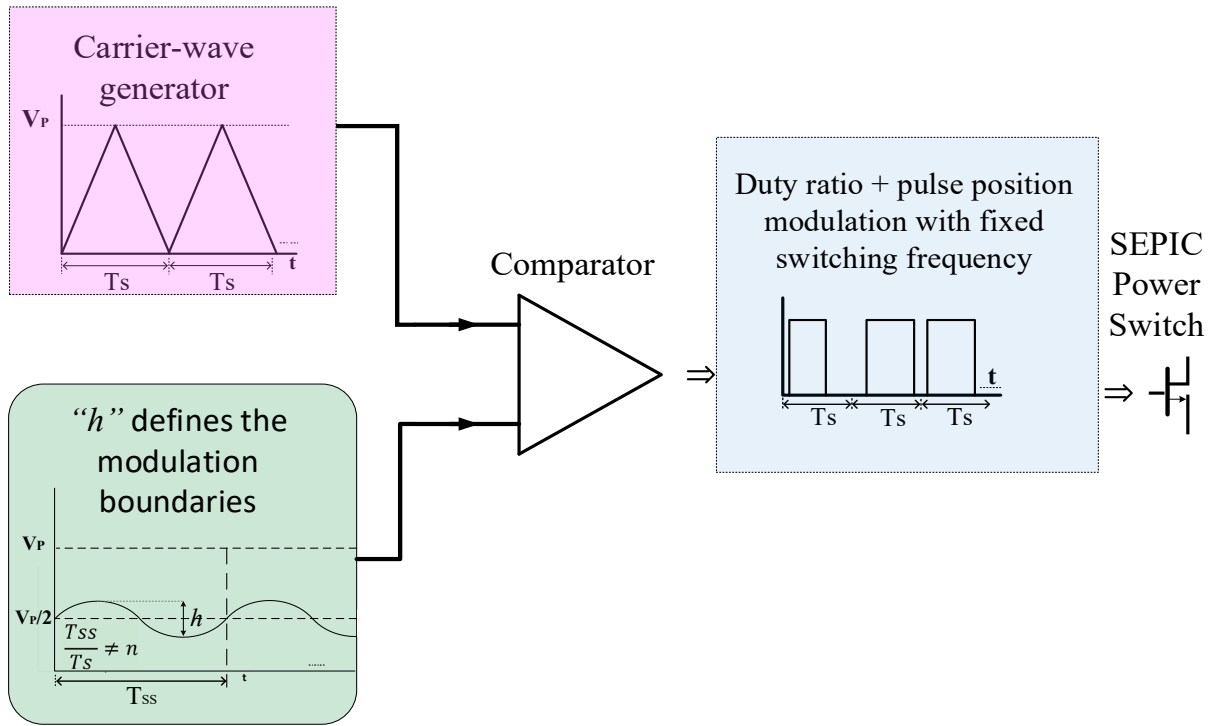 Carrier-wave
generator
VP
...... t
Ts Ts
Comparator
Duty ratio + pulse position
modulation with fixed
switching frequency
t
......
Ts Ts Ts
SEPIC
Power
Switch
⇒ ⇒
“h” defines the
modulation
boundaries
VP
VP/2
h
Tss/Ts ≠ n
......
TSS t